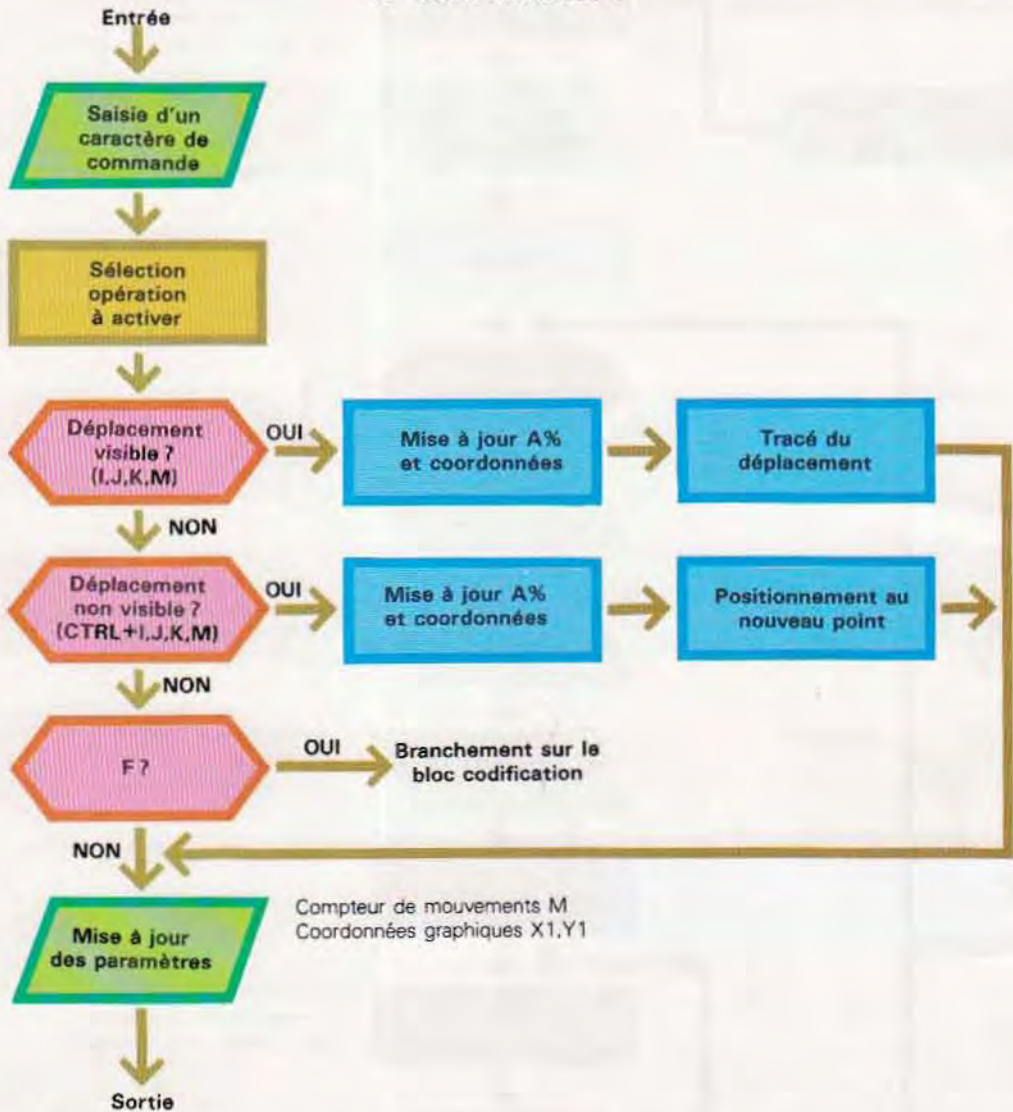 Entrée
Saisie d'un
caractère de
commande
Sélection
opération
à activer
Déplacement
visible ?
(I,J,K,M)
OUI
Mise à jour A%
et coordonnées
Tracé du
déplacement
NON
Déplacement
non visible ?
(CTRL+I,J,K,M)
OUI
Mise à jour A%
et coordonnées
Positionnement au
nouveau point
NON
F ?
OUI
Branchement sur le
bloc codification
NON
Mise à jour
des paramètres
Compteur de mouvements M
Coordonnées graphiques X1,Y1
Sortie